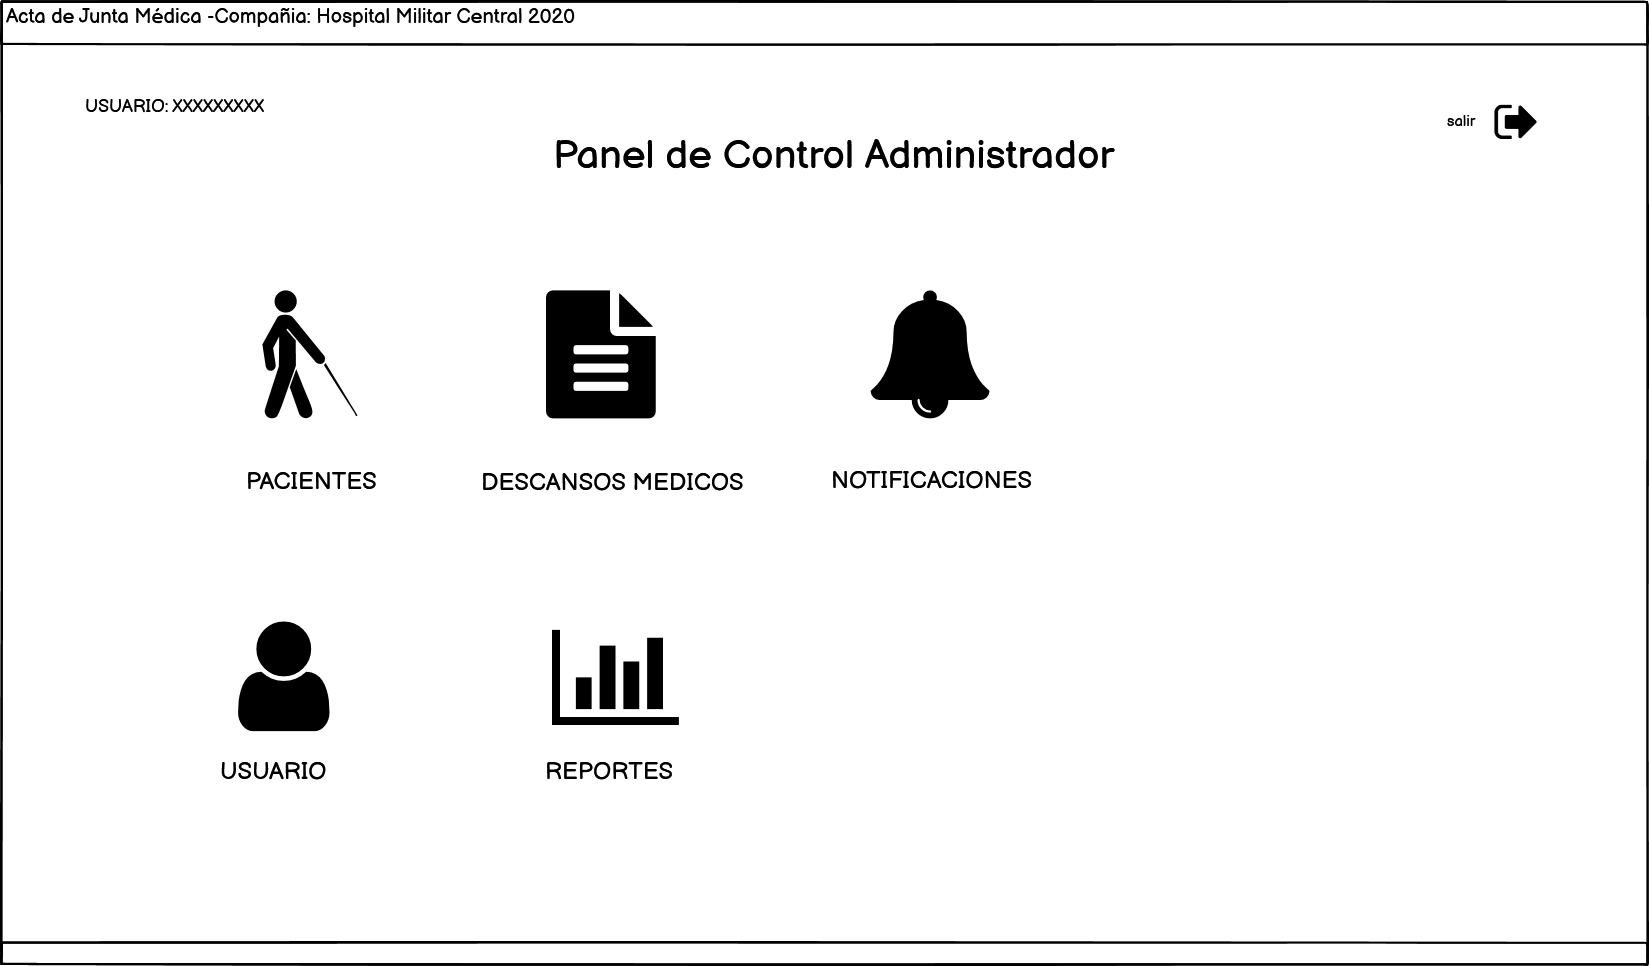 Acta de Junta Médica -Compañia: Hospital Militar Central 2020
USUARIO: XXXXXXXXX
salir
Panel de Control Administrador
PACIENTES
DESCANSOS MEDICOS
NOTIFICACIONES
USUARIO
REPORTES